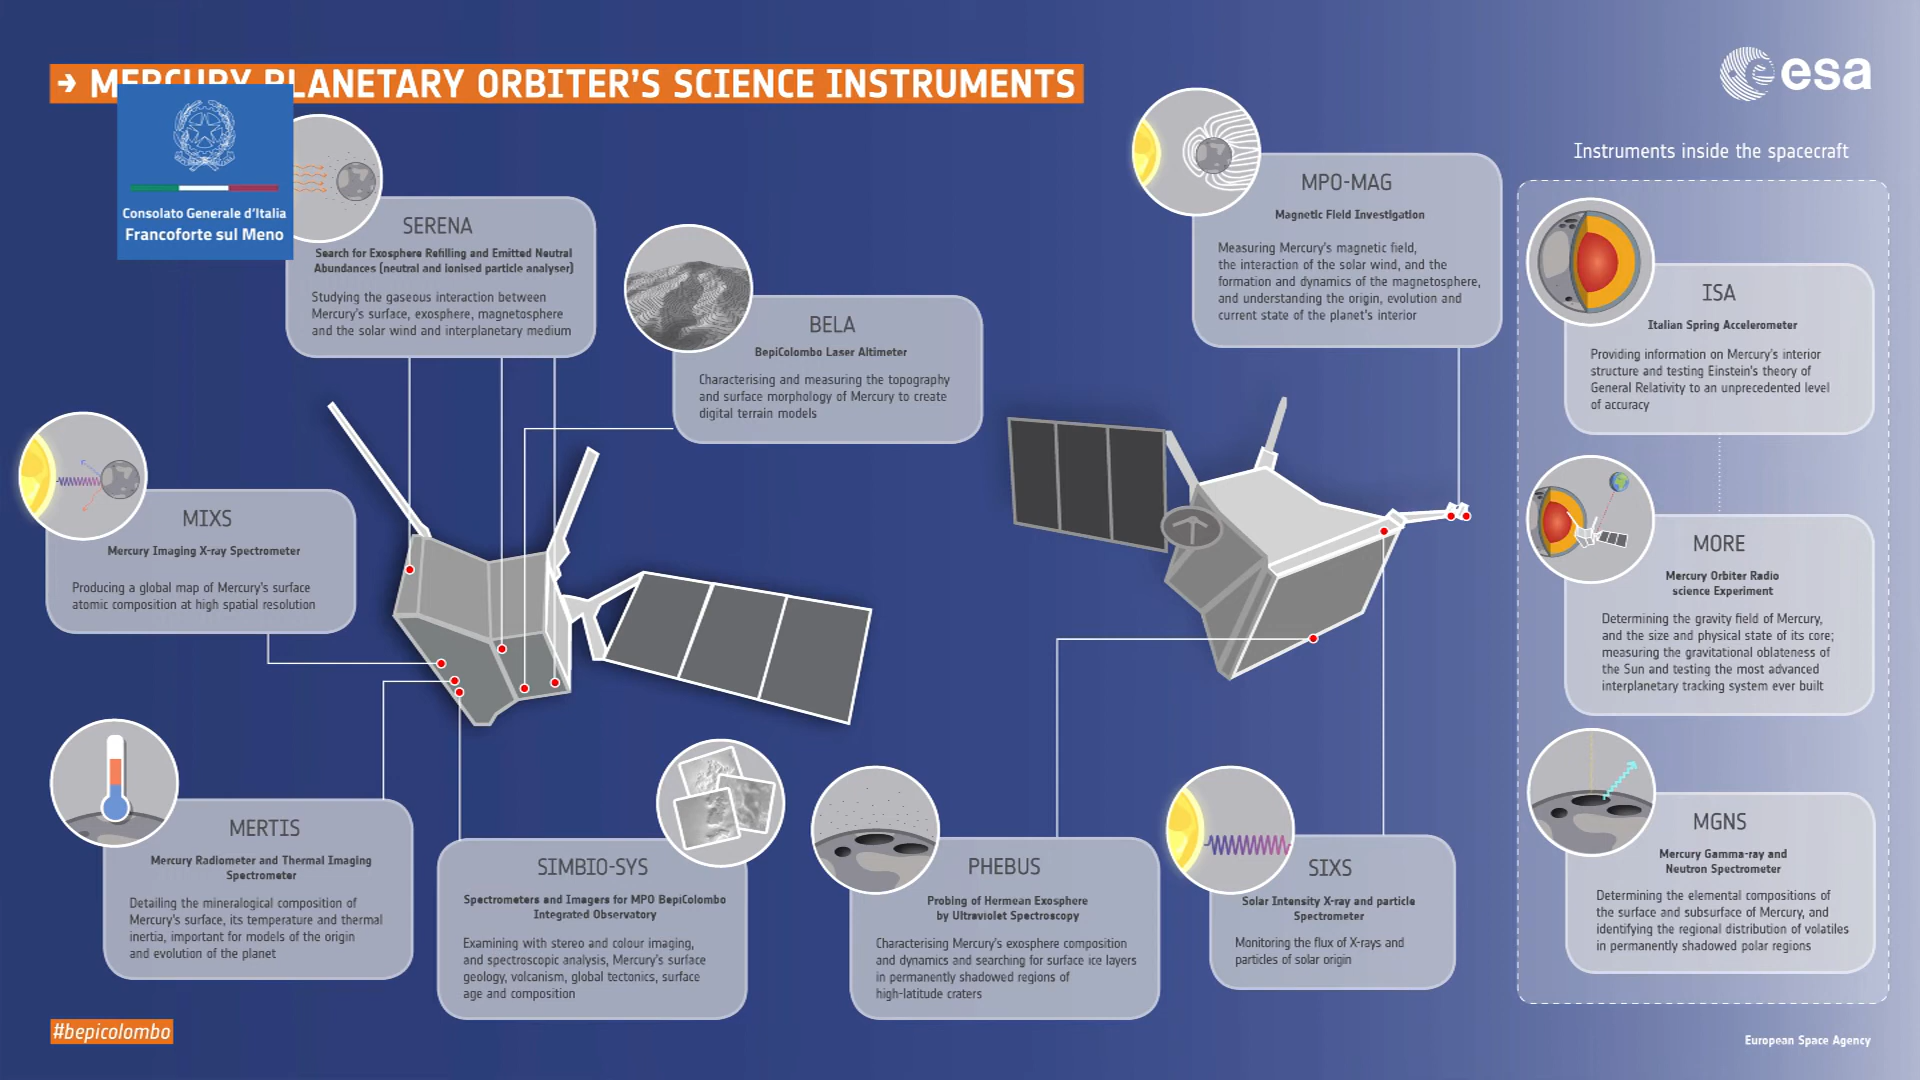 → MERCURY PLANETARY ORBITER'S SCIENCE INSTRUMENTS
esa
Consolato Generale d'Italia
Francoforte sul Meno
SERENA
Search for Exosphere Refilling and Emitted Neutral
Abundances (neutral and ionised particle analyser)
Studying the gaseous interaction between
Mercury's surface, exosphere, magnetosphere
and the solar wind and interplanetary medium
BELA
BepiColombo Laser Altimeter
Characterising and measuring the topography
and surface morphology of Mercury to create
digital terrain models
MPO-MAG
Magnetic Field Investigation
Measuring Mercury's magnetic field,
the interaction of the solar wind, and the
formation and dynamics of the magnetosphere,
and understanding the origin, evolution and
current state of the planet's interior
Instruments inside the spacecraft
ISA
Italian Spring Accelerometer
Providing information on Mercury's interior
structure and testing Einstein's theory of
General Relativity to an unprecedented level
of accuracy
MIXS
Mercury Imaging X-ray Spectrometer
Producing a global map of Mercury's surface
atomic composition at high spatial resolution
MORE
Mercury Orbiter Radio
science Experiment
Determining the gravity field of Mercury,
and the size and physical state of its core;
measuring the gravitational oblateness of
the Sun and testing the most advanced
interplanetary tracking system ever built
MERTIS
Mercury Radiometer and Thermal Imaging
Spectrometer
Detailing the mineralogical composition of
Mercury's surface, its temperature and thermal
inertia, important for models of the origin
and evolution of the planet
SIMBIO-SYS
Spectrometers and Imagers for MPO BepiColombo
Integrated Observatory
Examining with stereo and colour imaging,
and spectroscopic analysis, Mercury's surface
geology, volcanism, global tectonics, surface
age and composition
PHEBUS
Probing of Hermean Exosphere
by Ultraviolet Spectroscopy
Characterising Mercury's exosphere composition
and dynamics and searching for surface ice layers
in permanently shadowed regions of
high-latitude craters
SIXS
Solar Intensity X-ray and particle
Spectrometer
Monitoring the flux of X-rays and
particles of solar origin
MGNS
Mercury Gamma-ray and
Neutron Spectrometer
Determining the elemental compositions of
the surface and subsurface of Mercury, and
identifying the regional distribution of volatiles
in permanently shadowed polar regions
#bepicolombo
European Space Agency